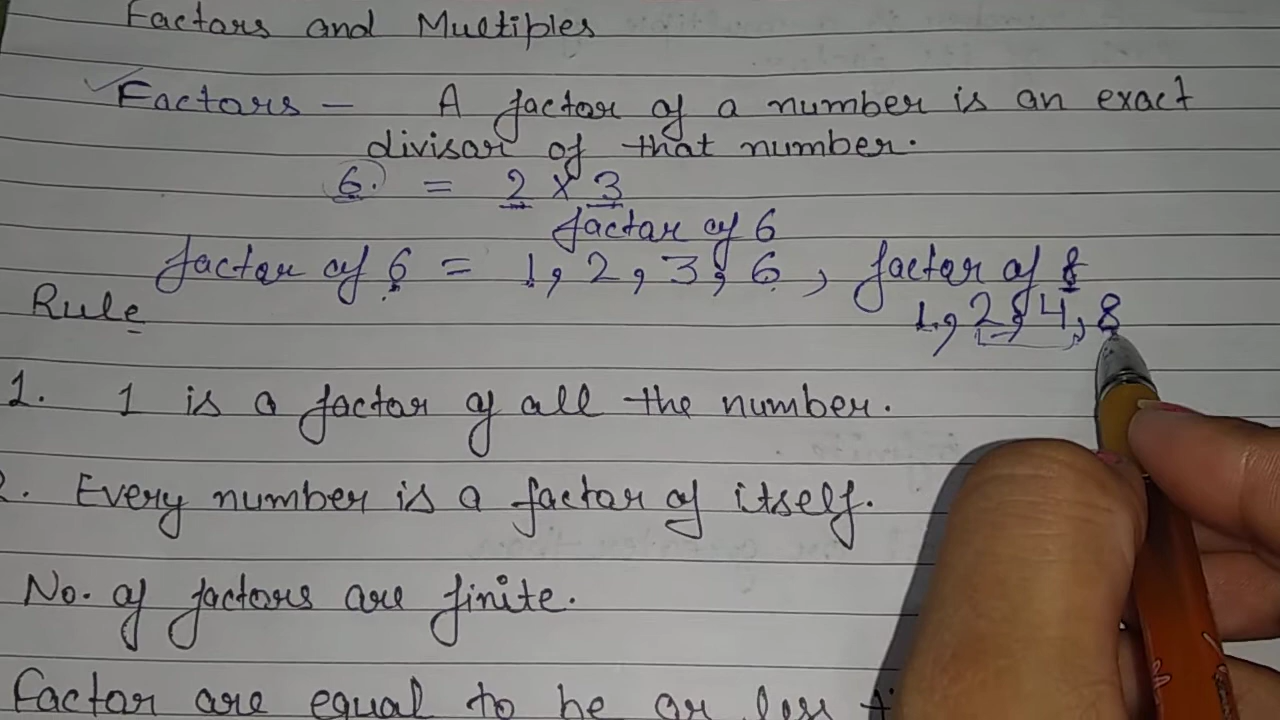 Factors and Multiples
Factors - A factor of a number is an exact
divisar of that number.
6. = 2 x 3
factor of 6
factor of 6 = 1, 2, 3, 6, factor of 8
1, 2, 4, 8
Rule
1. 1 is a factor of all the number.
2. Every number is a factor of itself.
No. of factors are finite.
Factor are equal to be or less